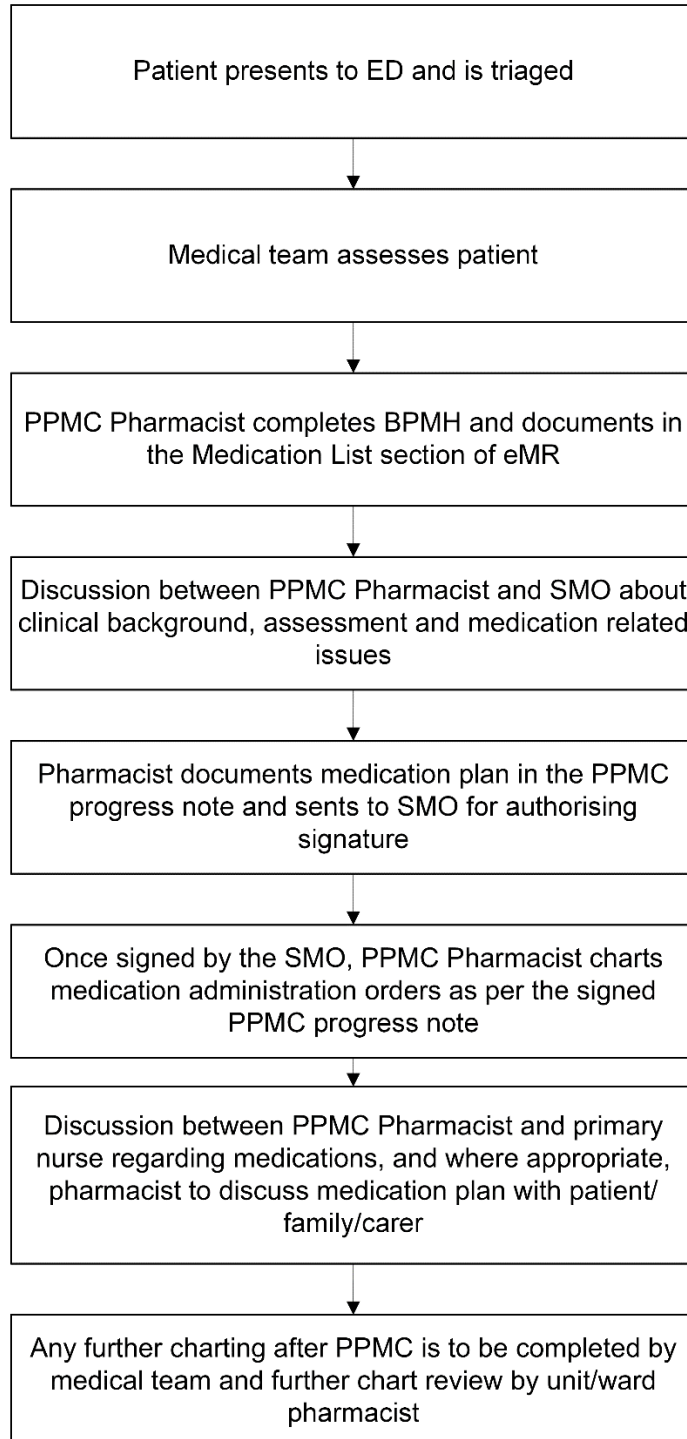 Patient presents to ED and is triaged
Medical team assesses patient
PPMC Pharmacist completes BPMH and documents in
the Medication List section of eMR
Discussion between PPMC Pharmacist and SMO about
clinical background, assessment and medication related
issues
Pharmacist documents medication plan in the PPMC
progress note and sents to SMO for authorising
signature
Once signed by the SMO, PPMC Pharmacist charts
medication administration orders as per the signed
PPMC progress note
Discussion between PPMC Pharmacist and primary
nurse regarding medications, and where appropriate,
pharmacist to discuss medication plan with patient/
family/carer
Any further charting after PPMC is to be completed by
medical team and further chart review by unit/ward
pharmacist